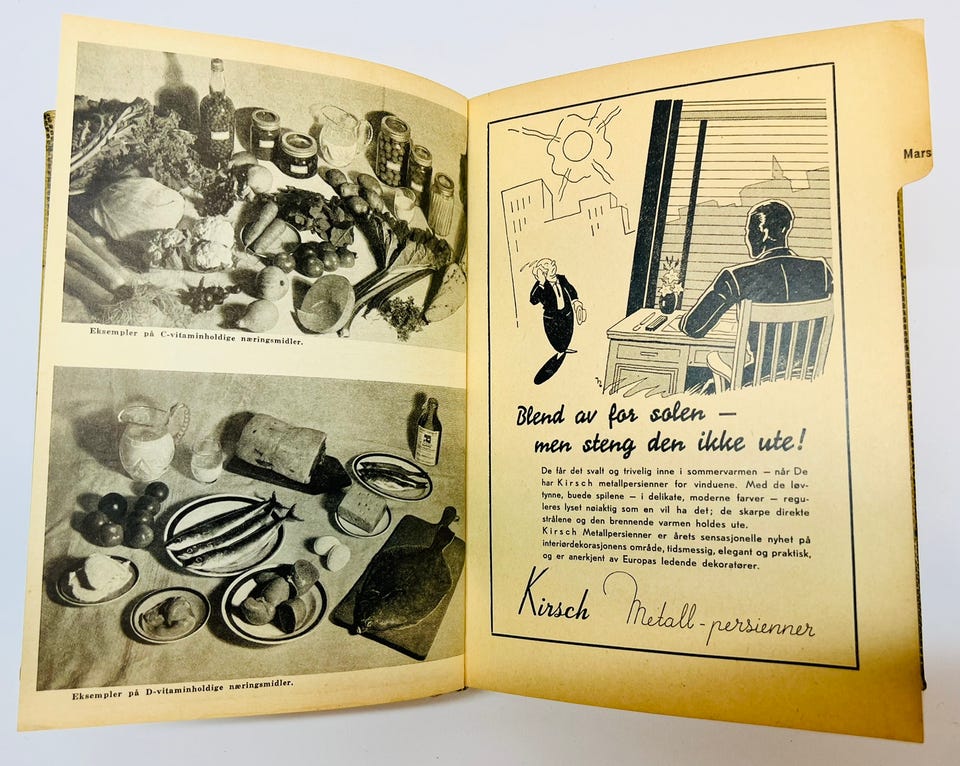 Eksempler på C-vitaminholdige næringsmidler.
Eksempler på D-vitaminholdige næringsmidler.
Mars
Blend av for solen —
men steng den ikke ute!
De får det svalt og trivelig inne i sommervarmen — når De
har Kirsch metallpersienner for vinduene. Med de løv-
tynne, buede spilene — i delikate, moderne farver — regu-
leres lyset nøiaktig som en vil ha det; de skarpe direkte
strålene og den brennende varmen holdes ute.
Kirsch Metallpersienner er årets sensasjonelle nyhet på
interiørdekorasjonens område, tidsmessig, elegant og praktisk,
og er anerkjent av Europas ledende dekoratører.
Kirsch Metall-persienner